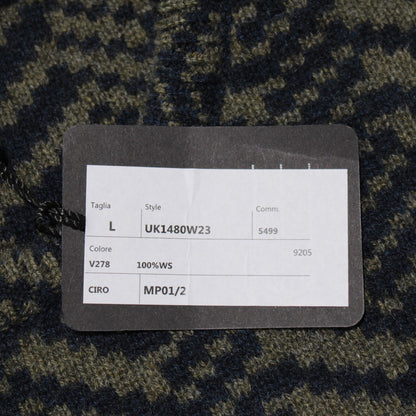 Taglia Style Comm.
L UK1480W23 5499
Colore 9205
V278 100%WS
CIRO MP01/2